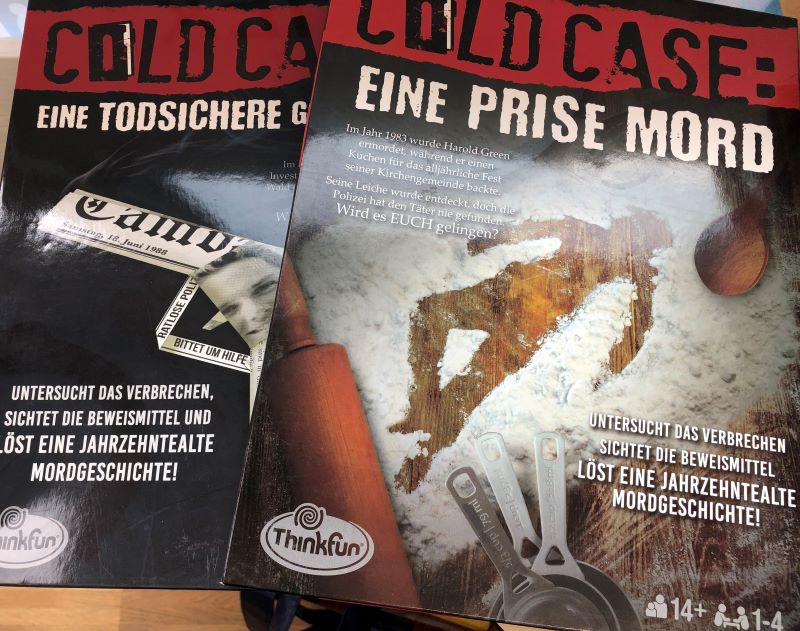 COLD CA
EINE TODSICHERE G
Im
Invest
Wald
W
Samstag, 18. Juni 1988
RATLOSE POLI
BITTET UM HILFE
UNTERSUCHT DAS VERBRECHEN,
SICHTET DIE BEWEISMITTEL UND
LÖST EINE JAHRZEHNTEALTE
MORDGESCHICHTE!
Thinkfun
COLD CASE:
EINE PRISE MORD
Im Jahr 1983 wurde Harold Green
ermordet, während er einen
Kuchen für das alljährliche Fest
seiner Kirchengemeinde backte.
Seine Leiche wurde entdeckt, doch die
Polizei hat den Täter nie gefunden.
Wird es EUCH gelingen?
UNTERSUCHT DAS VERBRECHEN
SICHTET DIE BEWEISMITTEL
LÖST EINE JAHRZEHNTEALTE
MORDGESCHICHTE!
ThinkFun
14+ 1-4